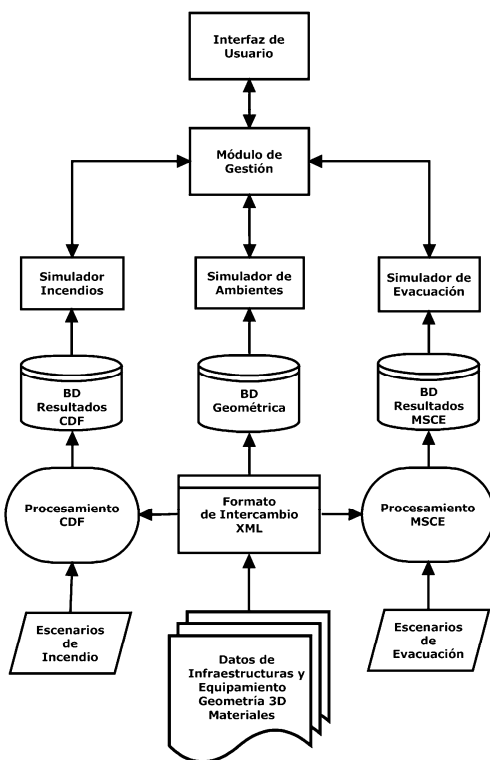 Interfaz de
Usuario
Módulo de
Gestión
Simulador
Incendios
Simulador de
Ambientes
Simulador de
Evacuación
BD
Resultados
CDF
BD
Geométrica
BD
Resultados
MSCE
Procesamiento
CDF
Formato
de Intercambio
XML
Procesamiento
MSCE
Escenarios
de
Incendio
Datos de
Infraestructuras y
Equipamiento
Geometría 3D
Materiales
Escenarios
de
Evacuación